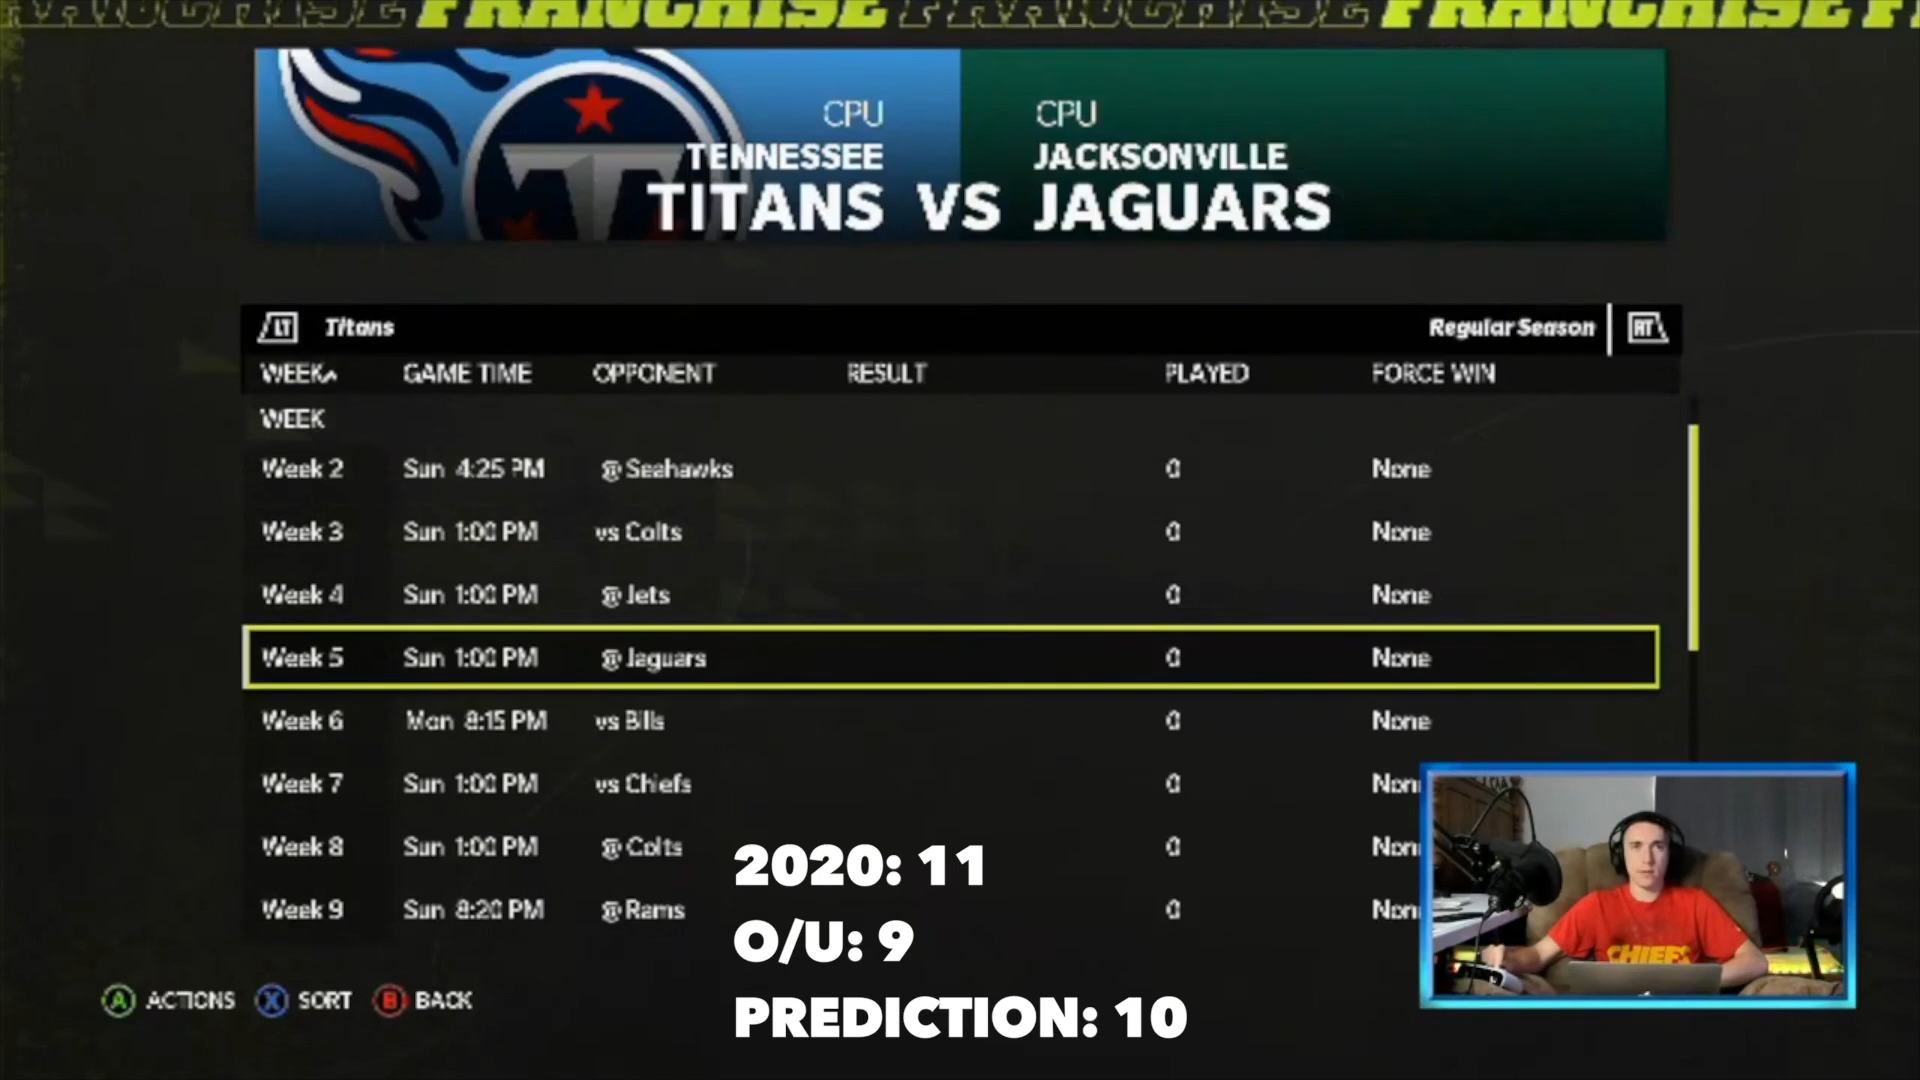 FRANCHISE FRANCHISE FRANCHISE FRANCHISE
CPU
TENNESSEE
TITANS VS JAGUARS
CPU
JACKSONVILLE
LT Titans Regular Season RT
WEEK GAME TIME OPPONENT RESULT PLAYED FORCE WIN
WEEK
Week 2 Sun 4:25 PM @ Seahawks 0 None
Week 3 Sun 1:00 PM vs Colts 0 None
Week 4 Sun 1:00 PM @ Jets 0 None
Week 5 Sun 1:00 PM @ Jaguars 0 None
Week 6 Mon 8:15 PM vs Bills 0 None
Week 7 Sun 1:00 PM vs Chiefs 0 Non
Week 8 Sun 1:00 PM @ Colts 0 Non
Week 9 Sun 8:20 PM @ Rams 0 Non
2020: 11
O/U: 9
PREDICTION: 10
CHIEFS
A ACTIONS X SORT B BACK